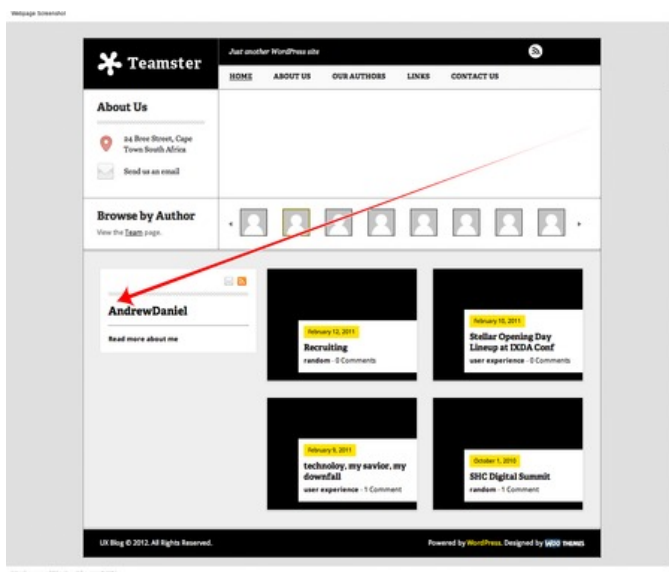 Webpage Screenshot
Teamster
Just another WordPress site
HOME ABOUT US OUR AUTHORS LINKS CONTACT US
About Us
24 Bree Street, Cape
Town South Africa
Send us an email
Browse by Author
View the Team page.
AndrewDaniel
Read more about me
February 12, 2011
Recruiting
random - 0 Comments
February 10, 2011
Stellar Opening Day
Lineup at IXDA Conf
user experience - 0 Comments
February 9, 2011
technoloy, my savior, my
downfall
user experience - 1 Comment
October 1, 2010
SHC Digital Summit
random - 1 Comment
UX Blog © 2012. All Rights Reserved.
Powered by WordPress. Designed by WOO THEMES